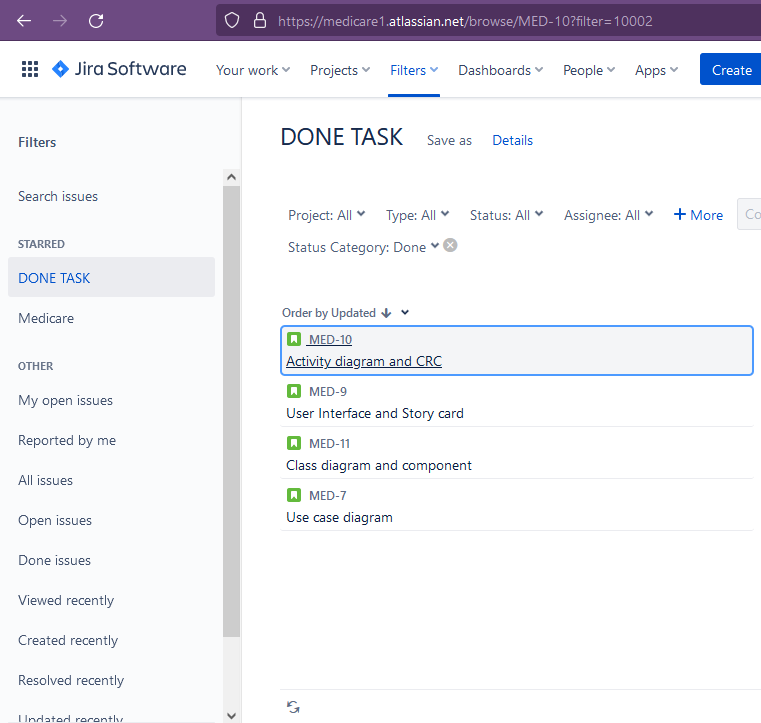 https://medicare1.atlassian.net/browse/MED-10?filter=10002
Jira Software Your work Projects Filters Dashboards People Apps Create
Filters
Search issues
STARRED
DONE TASK
Medicare
OTHER
My open issues
Reported by me
All issues
Open issues
Done issues
Viewed recently
Created recently
Resolved recently
Updated recently
DONE TASK Save as Details
Project: All Type: All Status: All Assignee: All + More Co
Status Category: Done
Order by Updated
MED-10
Activity diagram and CRC
MED-9
User Interface and Story card
MED-11
Class diagram and component
MED-7
Use case diagram